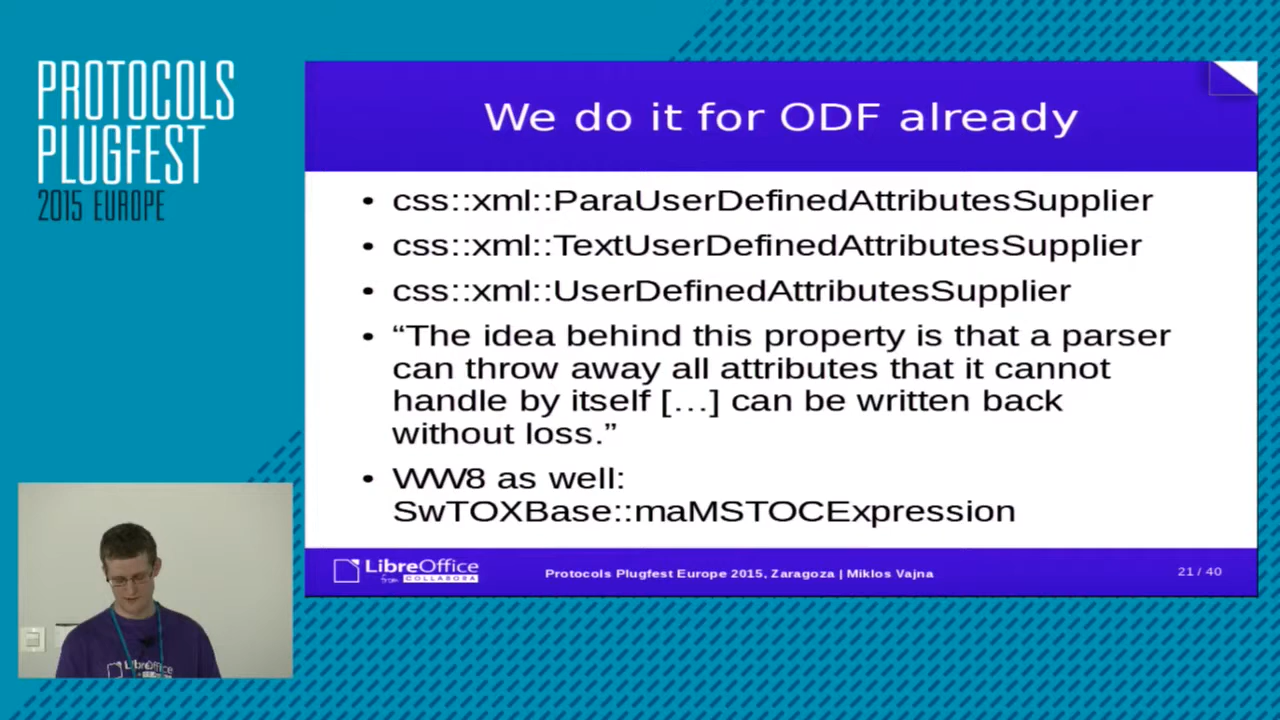 PROTOCOLS
PLUGFEST
2015 EUROPE
We do it for ODF already
• css::xml::ParaUserDefinedAttributesSupplier
• css::xml::TextUserDefinedAttributesSupplier
• css::xml::UserDefinedAttributesSupplier
• “The idea behind this property is that a parser
can throw away all attributes that it cannot
handle by itself […] can be written back
without loss.”
• WW8 as well:
SwTOXBase::maMSTOCExpression
LibreOffice
from COLLABORA
Protocols Plugfest Europe 2015, Zaragoza | Miklos Vajna
21 / 40
LibreOffice